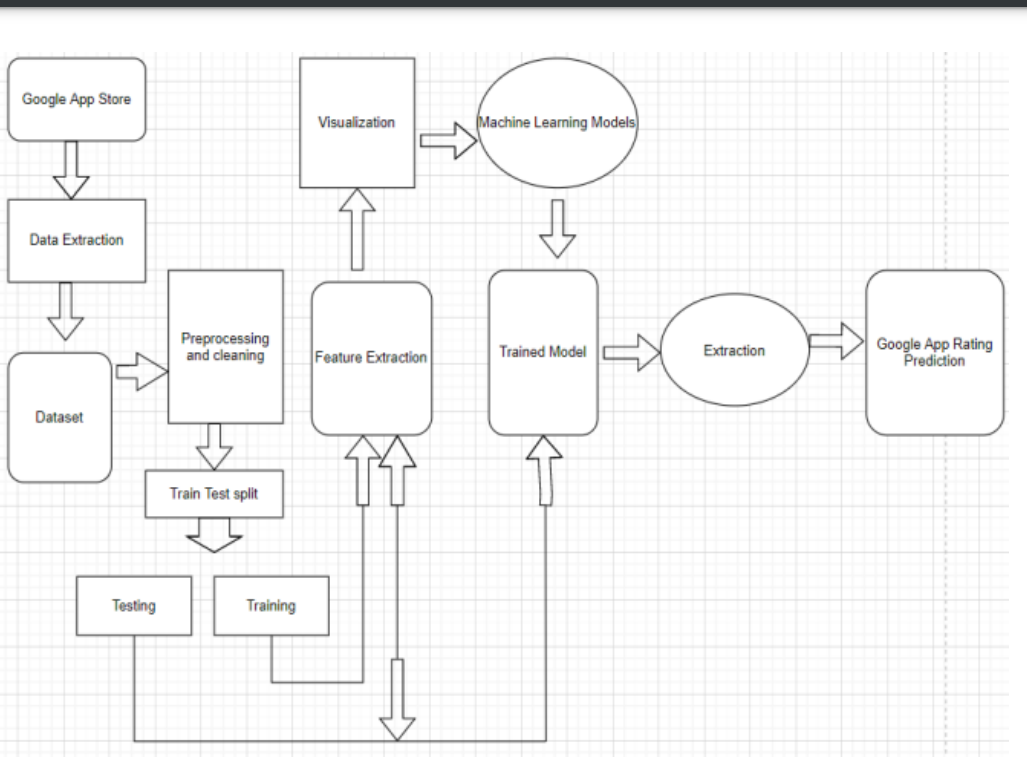 Google App Store
Data Extraction
Dataset
Preprocessing
and cleaning
Train Test split
Testing
Training
Feature Extraction
Visualization
Machine Learning Models
Trained Model
Extraction
Google App Rating
Prediction